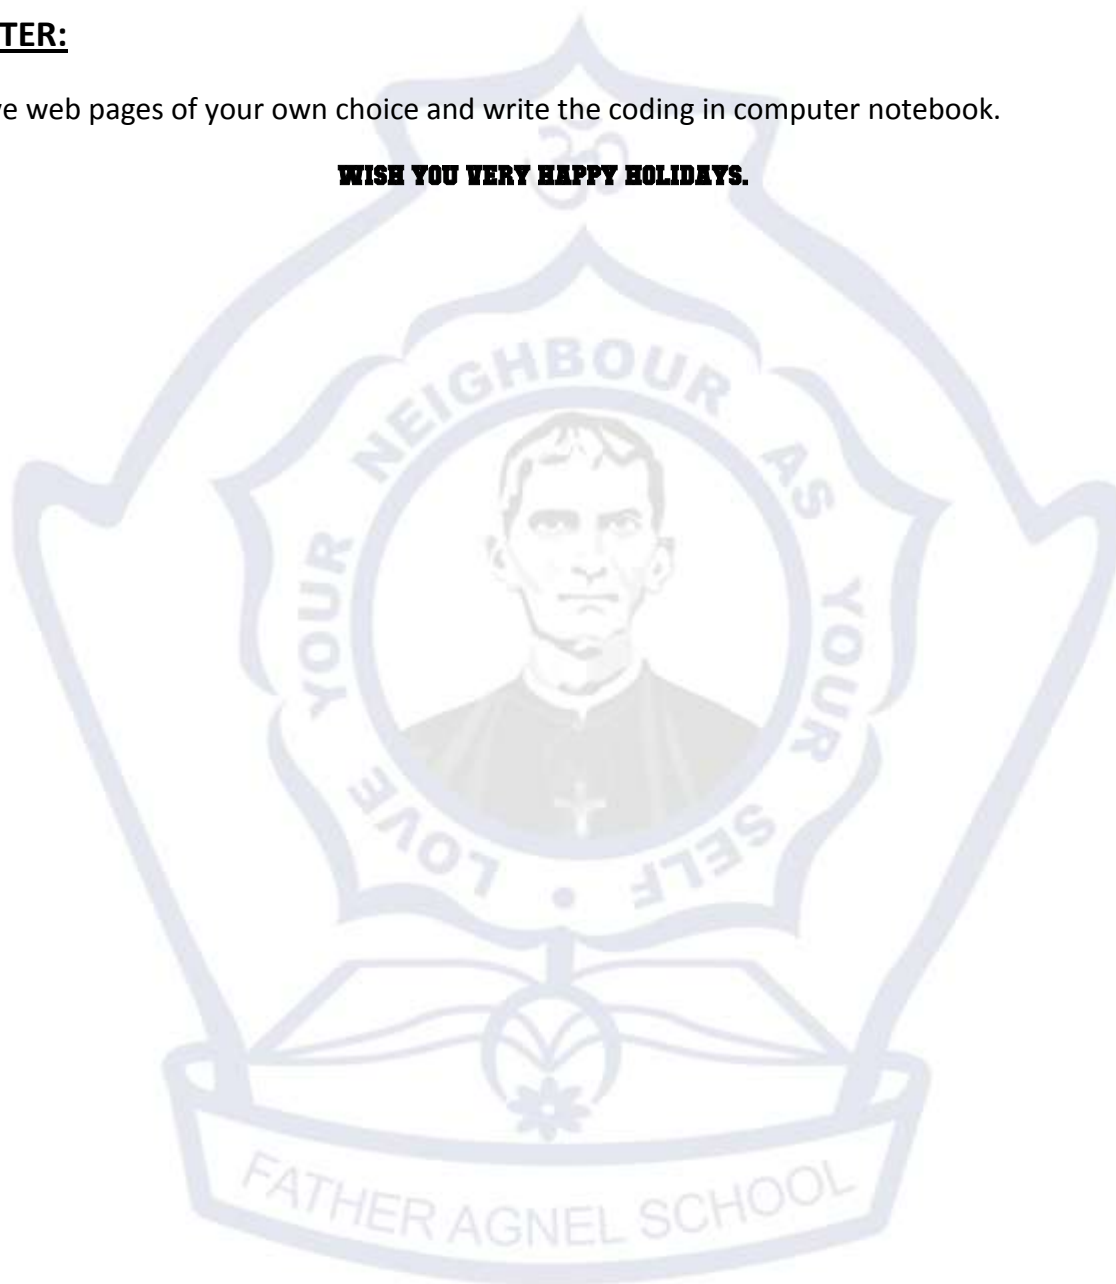 TER:
ve web pages of your own choice and write the coding in computer notebook.
WISH YOU VERY HAPPY HOLIDAYS.
ॐ
LOVE YOUR NEIGHBOUR AS YOUR SELF
FATHER AGNEL SCHOOL